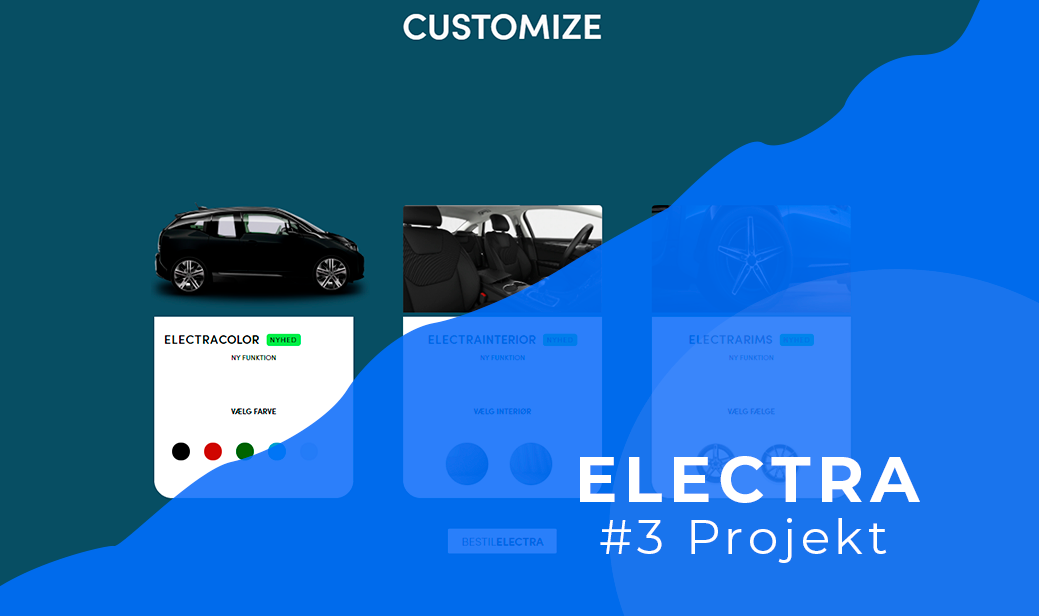 CUSTOMIZE
ELECTRACOLOR NYHED
NY FUNKTION
VÆLG FARVE
ELECTRAINTERIOR NYHED
NY FUNKTION
VÆLG INTERIØR
ELECTRARIMS NYHED
NY FUNKTION
VÆLG FÆLGE
BESTILELECTRA
ELECTRA
#3 Projekt